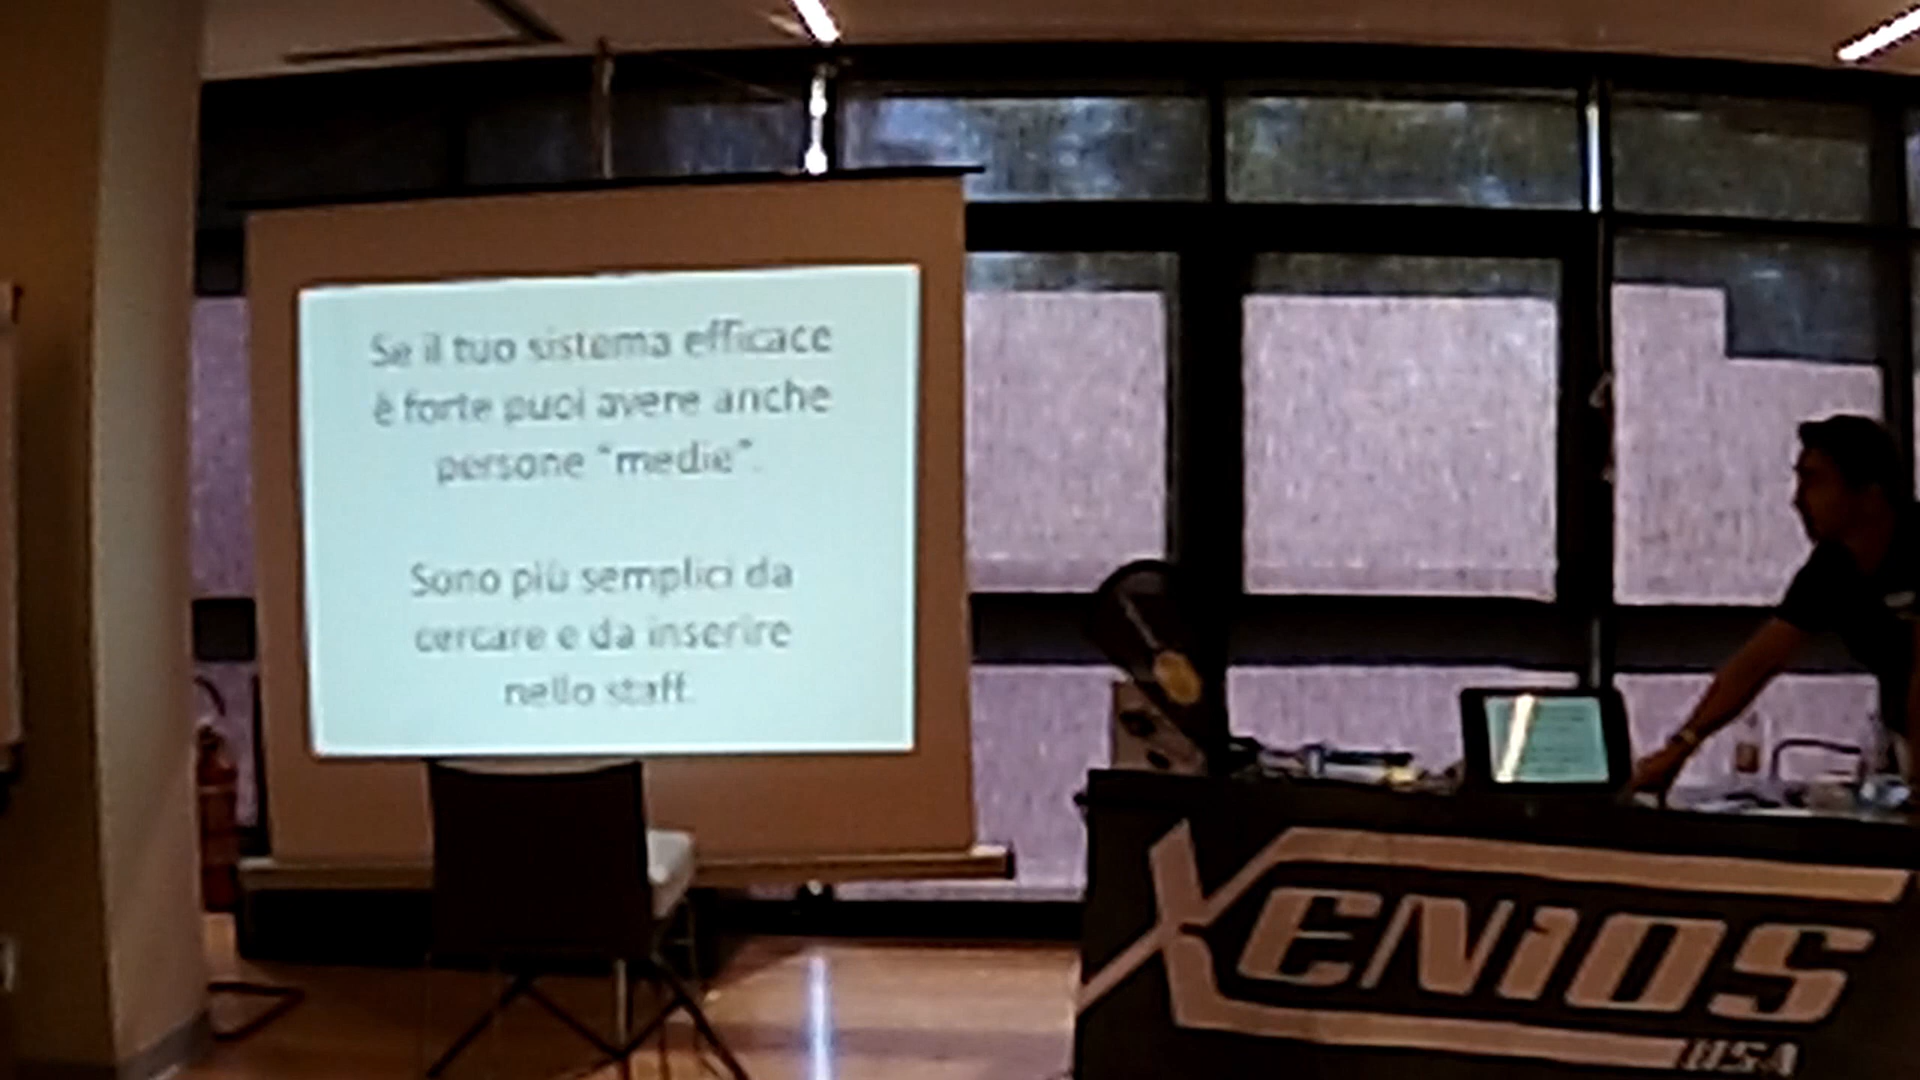 Se il tuo sistema efficace
è forte puoi avere anche
persone "medie".
Sono più semplici da
cercare e da inserire
nello staff.
XENIOS
USA